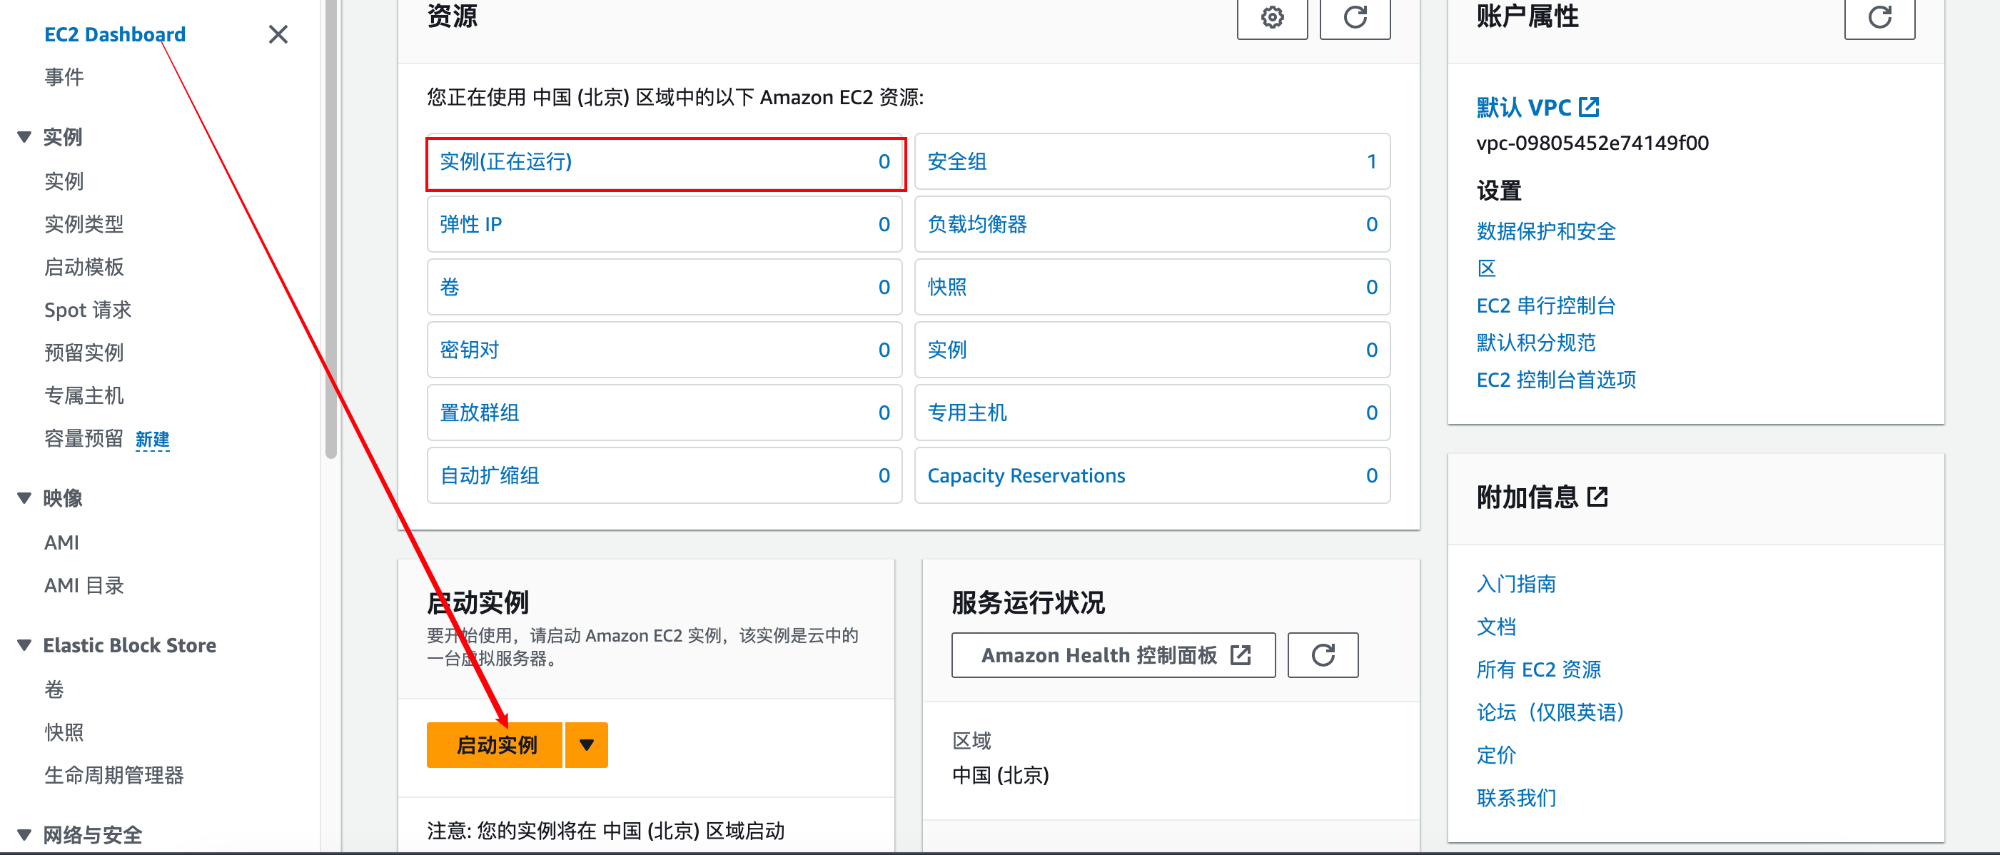 EC2 Dashboard
事件
实例
实例
实例类型
启动模板
Spot 请求
预留实例
专属主机
容量预留 新建
映像
AMI
AMI 目录
Elastic Block Store
卷
快照
生命周期管理器
网络与安全
资源
您正在使用 中国 (北京) 区域中的以下 Amazon EC2 资源:
实例(正在运行) 0
安全组 1
弹性 IP 0
负载均衡器 0
卷 0
快照 0
密钥对 0
实例 0
置放群组 0
专用主机 0
自动扩缩组 0
Capacity Reservations 0
启动实例
要开始使用，请启动 Amazon EC2 实例，该实例是云中的
一台虚拟服务器。
启动实例
注意: 您的实例将在 中国 (北京) 区域启动
服务运行状况
Amazon Health 控制面板
区域
中国 (北京)
账户属性
默认 VPC
vpc-09805452e74149f00
设置
数据保护和安全
区
EC2 串行控制台
默认积分规范
EC2 控制台首选项
附加信息
入门指南
文档
所有 EC2 资源
论坛（仅限英语）
定价
联系我们